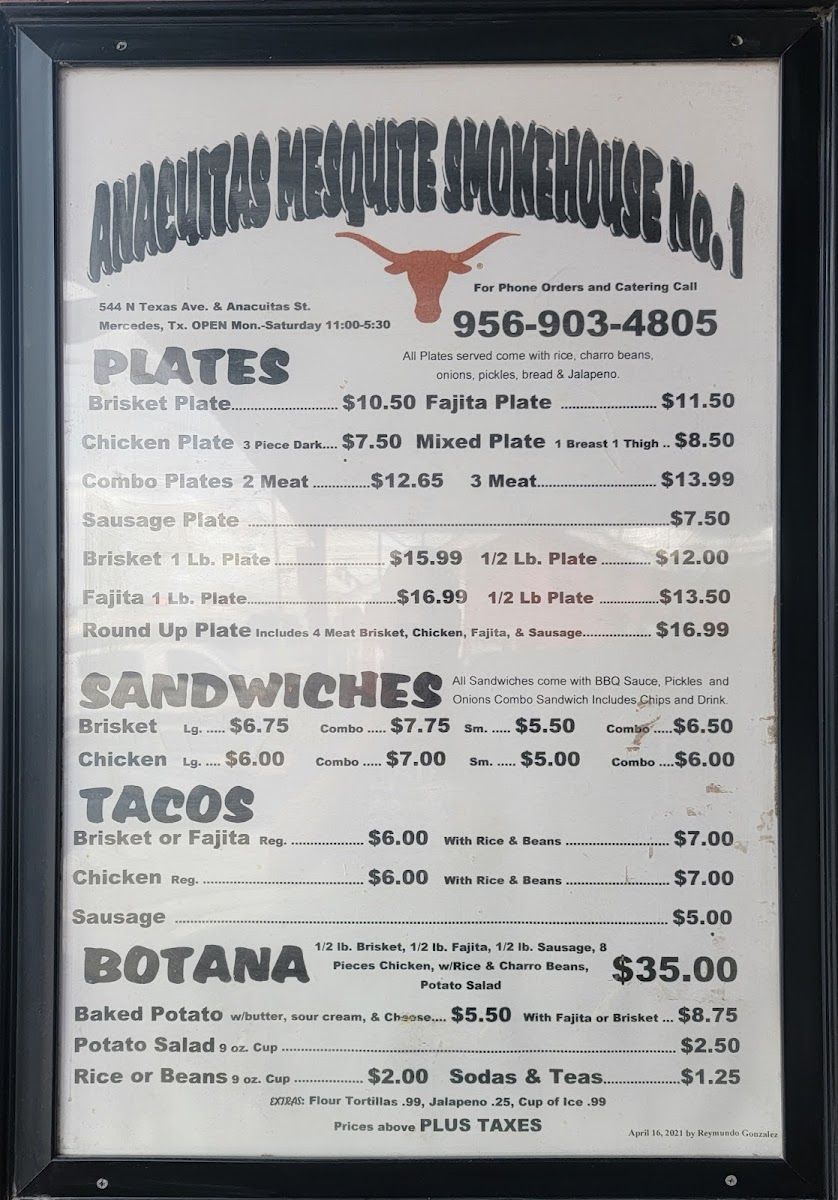 ANACUITAS MESQUITE SMOKEHOUSE No. 1
For Phone Orders and Catering Call
544 N Texas Ave. & Anacuitas St.
Mercedes, Tx. OPEN Mon.-Saturday 11:00-5:30
956-903-4805
PLATES
All Plates served come with rice, charro beans,
onions, pickles, bread & Jalapeno.
Brisket Plate.............................. $10.50 Fajita Plate .......................... $11.50
Chicken Plate 3 Piece Dark.... $7.50 Mixed Plate 1 Breast 1 Thigh .. $8.50
Combo Plates 2 Meat ..............$12.65 3 Meat................................ $13.99
Sausage Plate ....................................................................................$7.50
Brisket 1 Lb. Plate .............................. $15.99 1/2 Lb. Plate ............. $12.00
Fajita 1 Lb. Plate........................................$16.99 1/2 Lb Plate ...............$13.50
Round Up Plate Includes 4 Meat Brisket, Chicken, Fajita, & Sausage.................. $16.99
SANDWICHES
All Sandwiches come with BBQ Sauce, Pickles and
Onions Combo Sandwich Includes Chips and Drink.
Brisket Lg. ..... $6.75 Combo ..... $7.75 Sm. ..... $5.50 Combo .....$6.50
Chicken Lg. .... $6.00 Combo ..... $7.00 Sm. ..... $5.00 Combo ....$6.00
TACOS
Brisket or Fajita Reg. .................... $6.00 With Rice & Beans ............................ $7.00
Chicken Reg. ............................................ $6.00 With Rice & Beans ............................ $7.00
Sausage ........................................................................................................ $5.00
BOTANA
1/2 lb. Brisket, 1/2 lb. Fajita, 1/2 lb. Sausage, 8
Pieces Chicken, w/Rice & Charro Beans,
Potato Salad
$35.00
Baked Potato w/butter, sour cream, & Cheese.... $5.50 With Fajita or Brisket ... $8.75
Potato Salad 9 oz. Cup .............................................................................................. $2.50
Rice or Beans 9 oz. Cup ................... $2.00 Sodas & Teas....................$1.25
EXTRAS: Flour Tortillas .99, Jalapeno .25, Cup of Ice .99
Prices above PLUS TAXES
April 16, 2021 by Reymundo Gonzalez